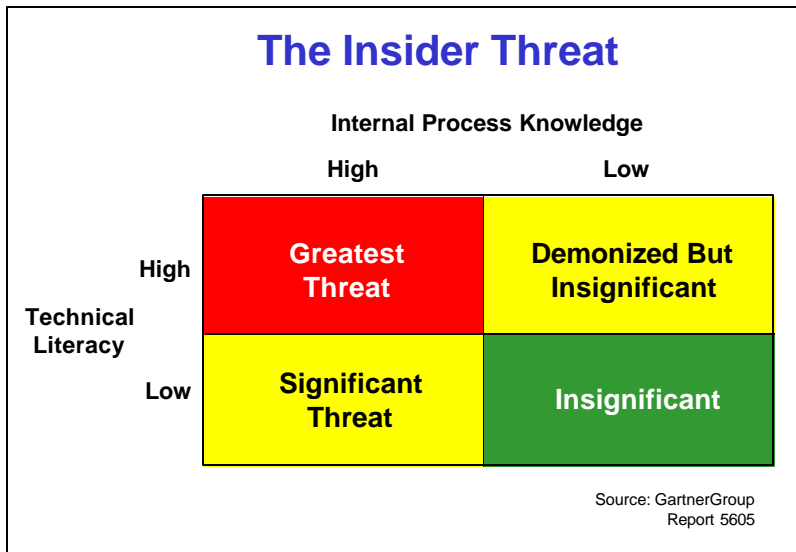 The Insider Threat
Internal Process Knowledge
High Low
High
Greatest
Threat
Demonized But
Insignificant
Technical
Literacy
Low
Significant
Threat
Insignificant
Source: GartnerGroup
Report 5605